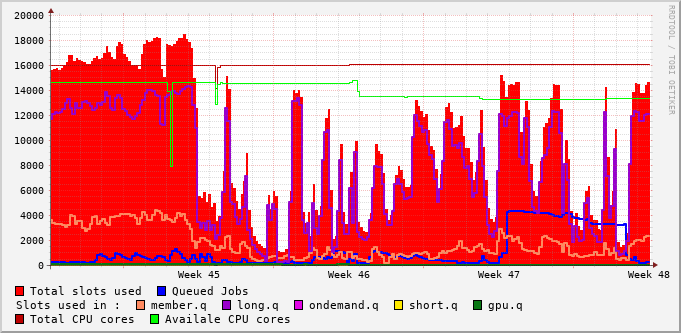 20000
18000
16000
14000
12000
10000
8000
6000
4000
2000
0
Week 45 Week 46 Week 47 Week 48
Total slots used Queued Jobs
Slots used in : member.q long.q ondemand.q short.q gpu.q
Total CPU cores Availale CPU cores
RRDTOOL / TOBI OETIKER